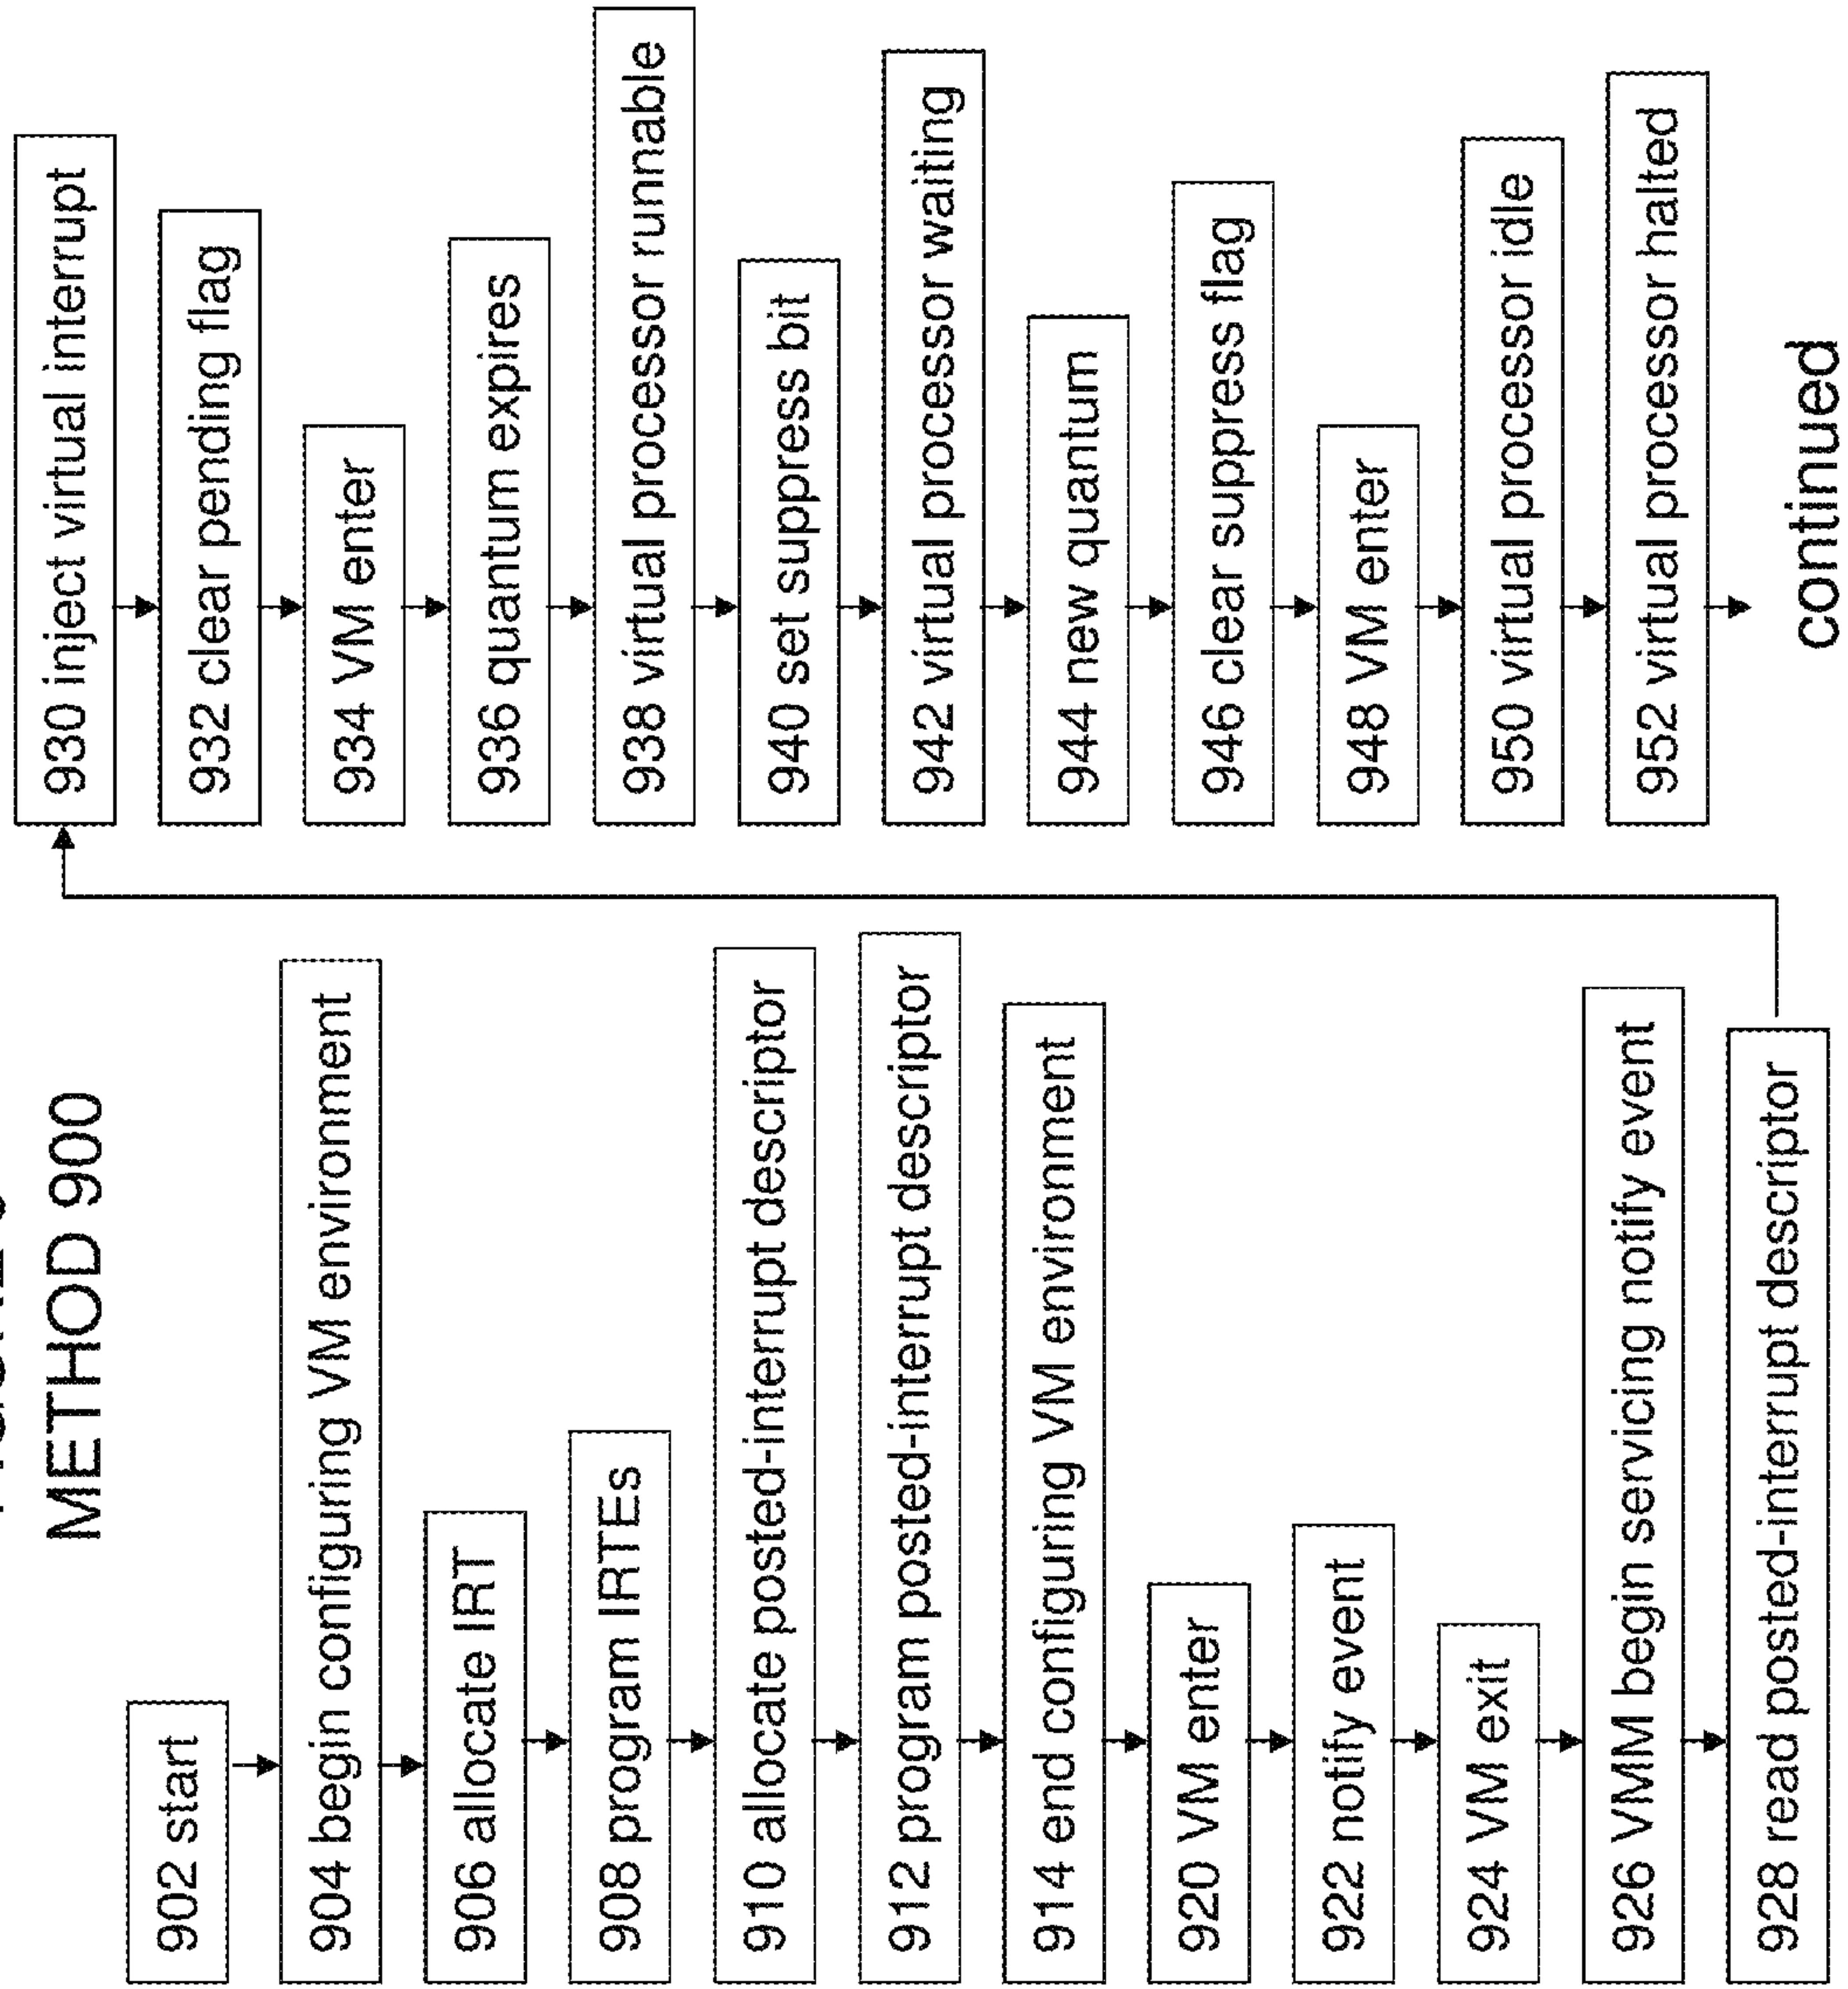 METHOD 900
902 start
904 begin configuring VM environment
906 allocate IRT
908 program IRTEs
910 allocate posted-interrupt descriptor
912 program posted-interrupt descriptor
914 end configuring VM environment
920 VM enter
922 notify event
924 VM exit
926 VMM begin servicing notify event
928 read posted-interrupt descriptor
930 inject virtual interrupt
932 clear pending flag
934 VM enter
936 quantum expires
938 virtual processor runnable
940 set suppress bit
942 virtual processor waiting
944 new quantum
946 clear suppress flag
948 VM enter
950 virtual processor idle
952 virtual processor halted
continued